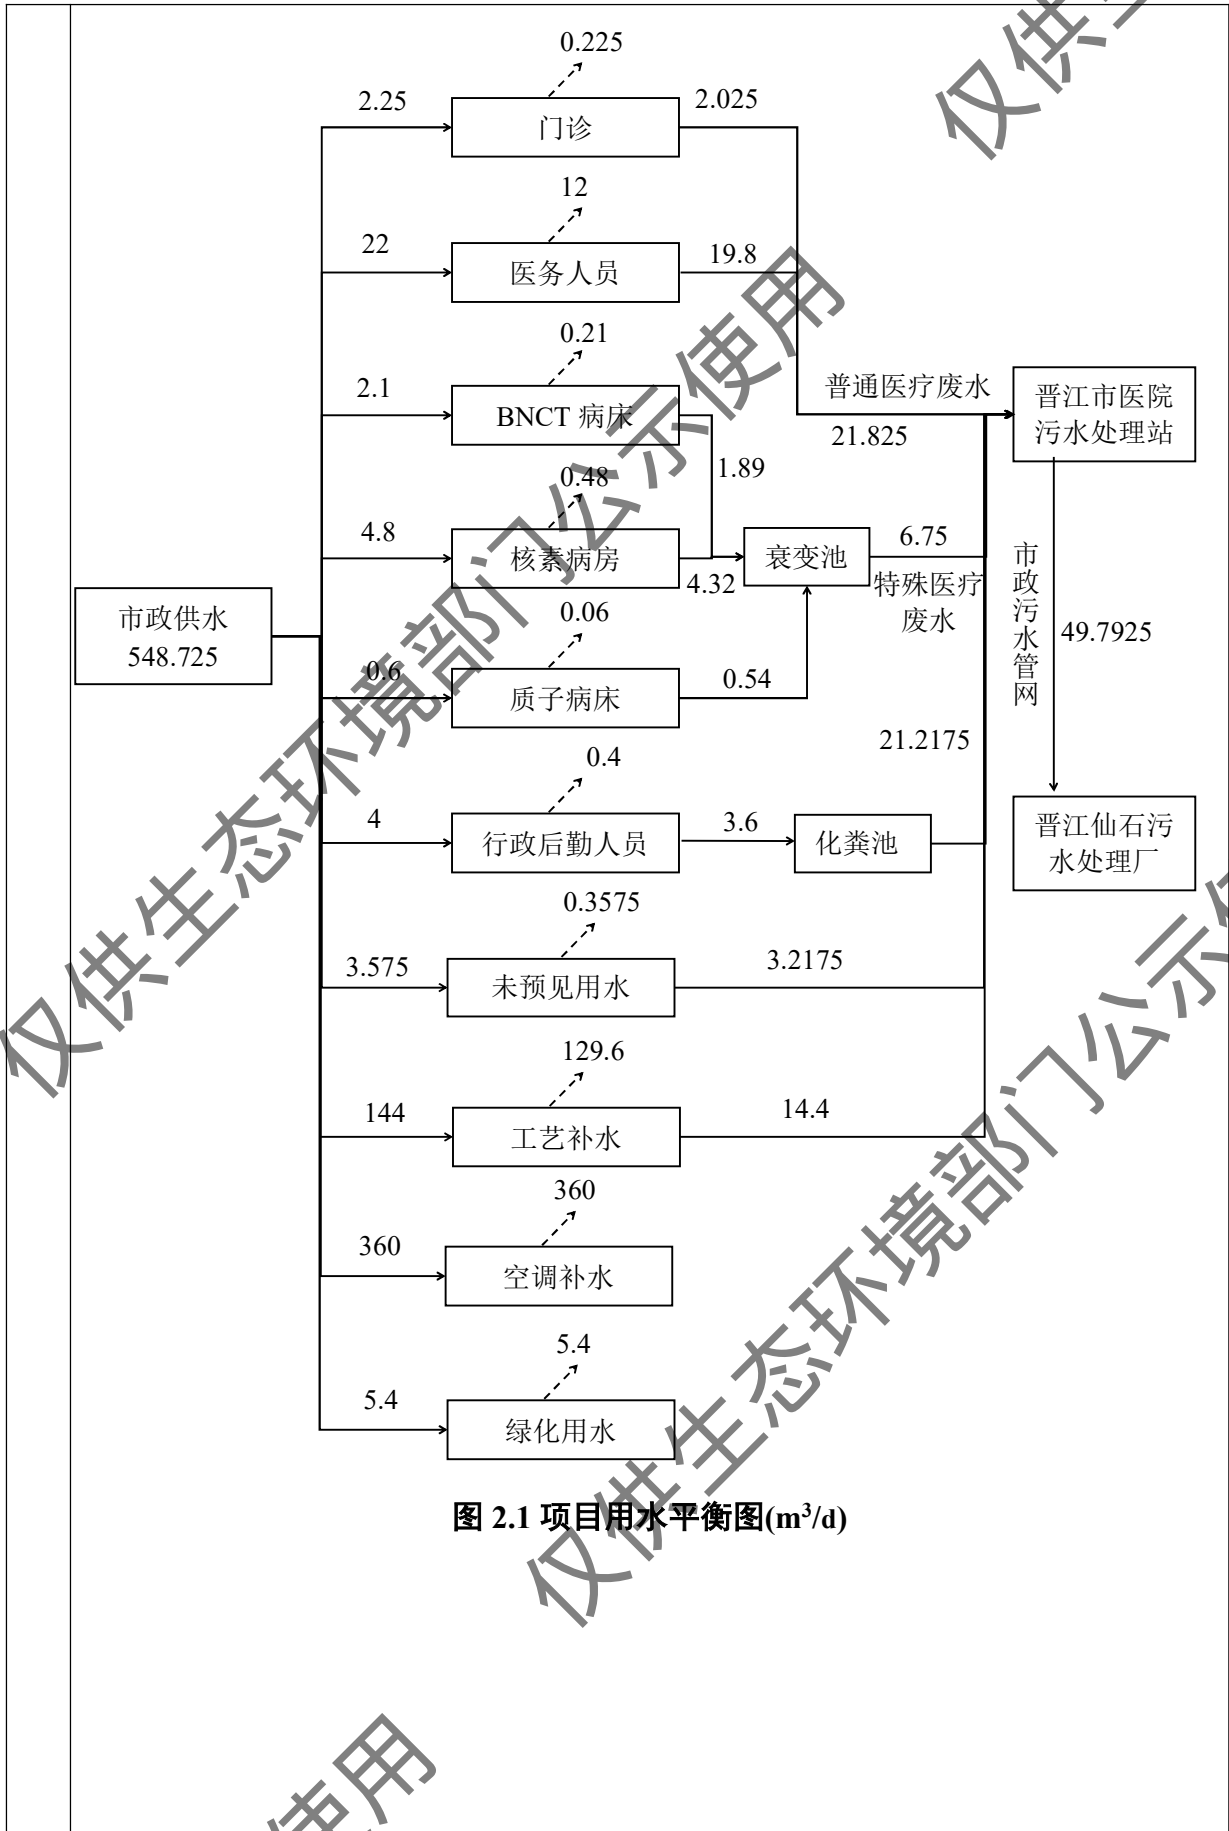 0.225
2.25
门诊
2.025
12
22
医务人员
19.8
0.21
2.1
BNCT 病床
1.89
普通医疗废水
21.825
晋江市医院
污水处理站
0.48
4.8
核素病房
4.32
衰变池
6.75
特殊医疗
废水
市政污水管网
49.7925
市政供水
548.725
0.06
0.6
质子病床
0.54
21.2175
0.4
4
行政后勤人员
3.6
化粪池
晋江仙石污
水处理厂
0.3575
3.575
未预见用水
3.2175
129.6
144
工艺补水
14.4
360
360
空调补水
5.4
5.4
绿化用水
图 2.1 项目用水平衡图(m³/d)
仅供生态环境部门公示使用
仅供生态环境部门公示使
仅供生
使用